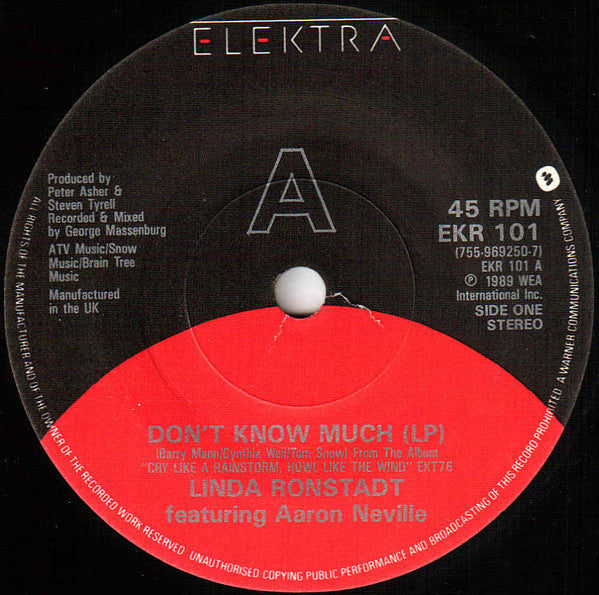 ELEKTRA
A
Produced by
Peter Asher &
Steven Tyrell
Recorded & Mixed
by George Massenburg
ATV Music/Snow
Music/Brain Tree
Music
Manufactured
in the UK
45 RPM
EKR 101
(755-969250-7)
EKR 101 A
℗ 1989 WEA
International Inc.
SIDE ONE
STEREO
DON'T KNOW MUCH (LP)
(Barry Mann,Cynthia Weil/Tom Snow) From The Album
"CRY LIKE A RAINSTORM, HOWL LIKE THE WIND" EKT76
LINDA RONSTADT
featuring Aaron Neville
ALL RIGHTS OF THE MANUFACTURER AND OF THE OWNER OF THE RECORDED WORK RESERVED UNAUTHORISED COPYING PUBLIC PERFORMANCE AND BROADCASTING OF THIS RECORD PROHIBITED. A WARNER COMMUNICATIONS COMPANY